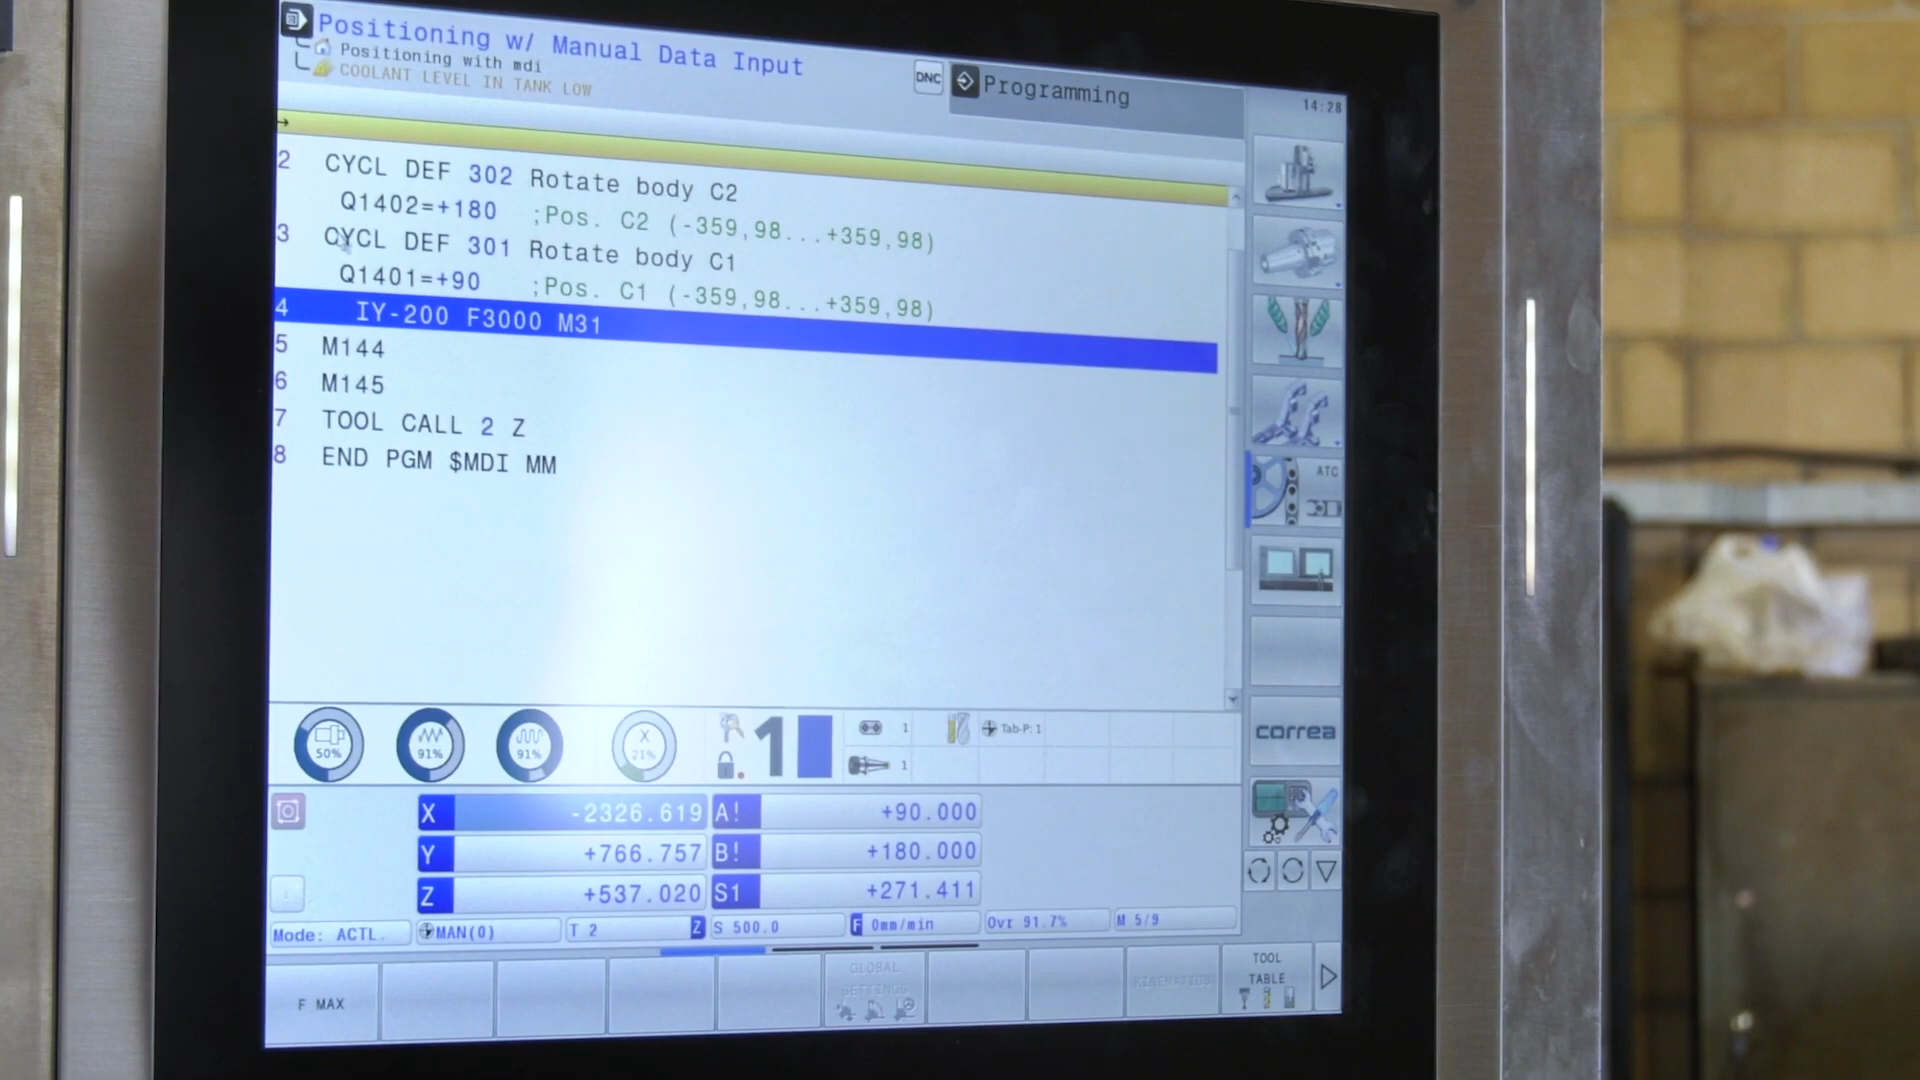 Positioning w/ Manual Data Input
Positioning with mdi
COOLANT LEVEL IN TANK LOW
DNC
Programming
14:28
2 CYCL DEF 302 Rotate body C2
Q1402=+180 ;Pos. C2 (-359,98...+359,98)
3 CYCL DEF 301 Rotate body C1
Q1401=+90 ;Pos. C1 (-359,98...+359,98)
4 IY-200 F3000 M31
5 M144
6 M145
7 TOOL CALL 2 Z
8 END PGM $MDI MM
ATC
correa
50%
91%
91%
X
21%
1
1
1
Tab-P: 1
X -2326.619 A! +90.000
Y +766.757 B! +180.000
Z +537.020 S1 +271.411
Mode: ACTL. MAN(0) T 2 Z S 500.0 F 0mm/min Ovr 91.7% M 5/9
F MAX
GLOBAL
SETTINGS
KINEMATICS
TOOL
TABLE